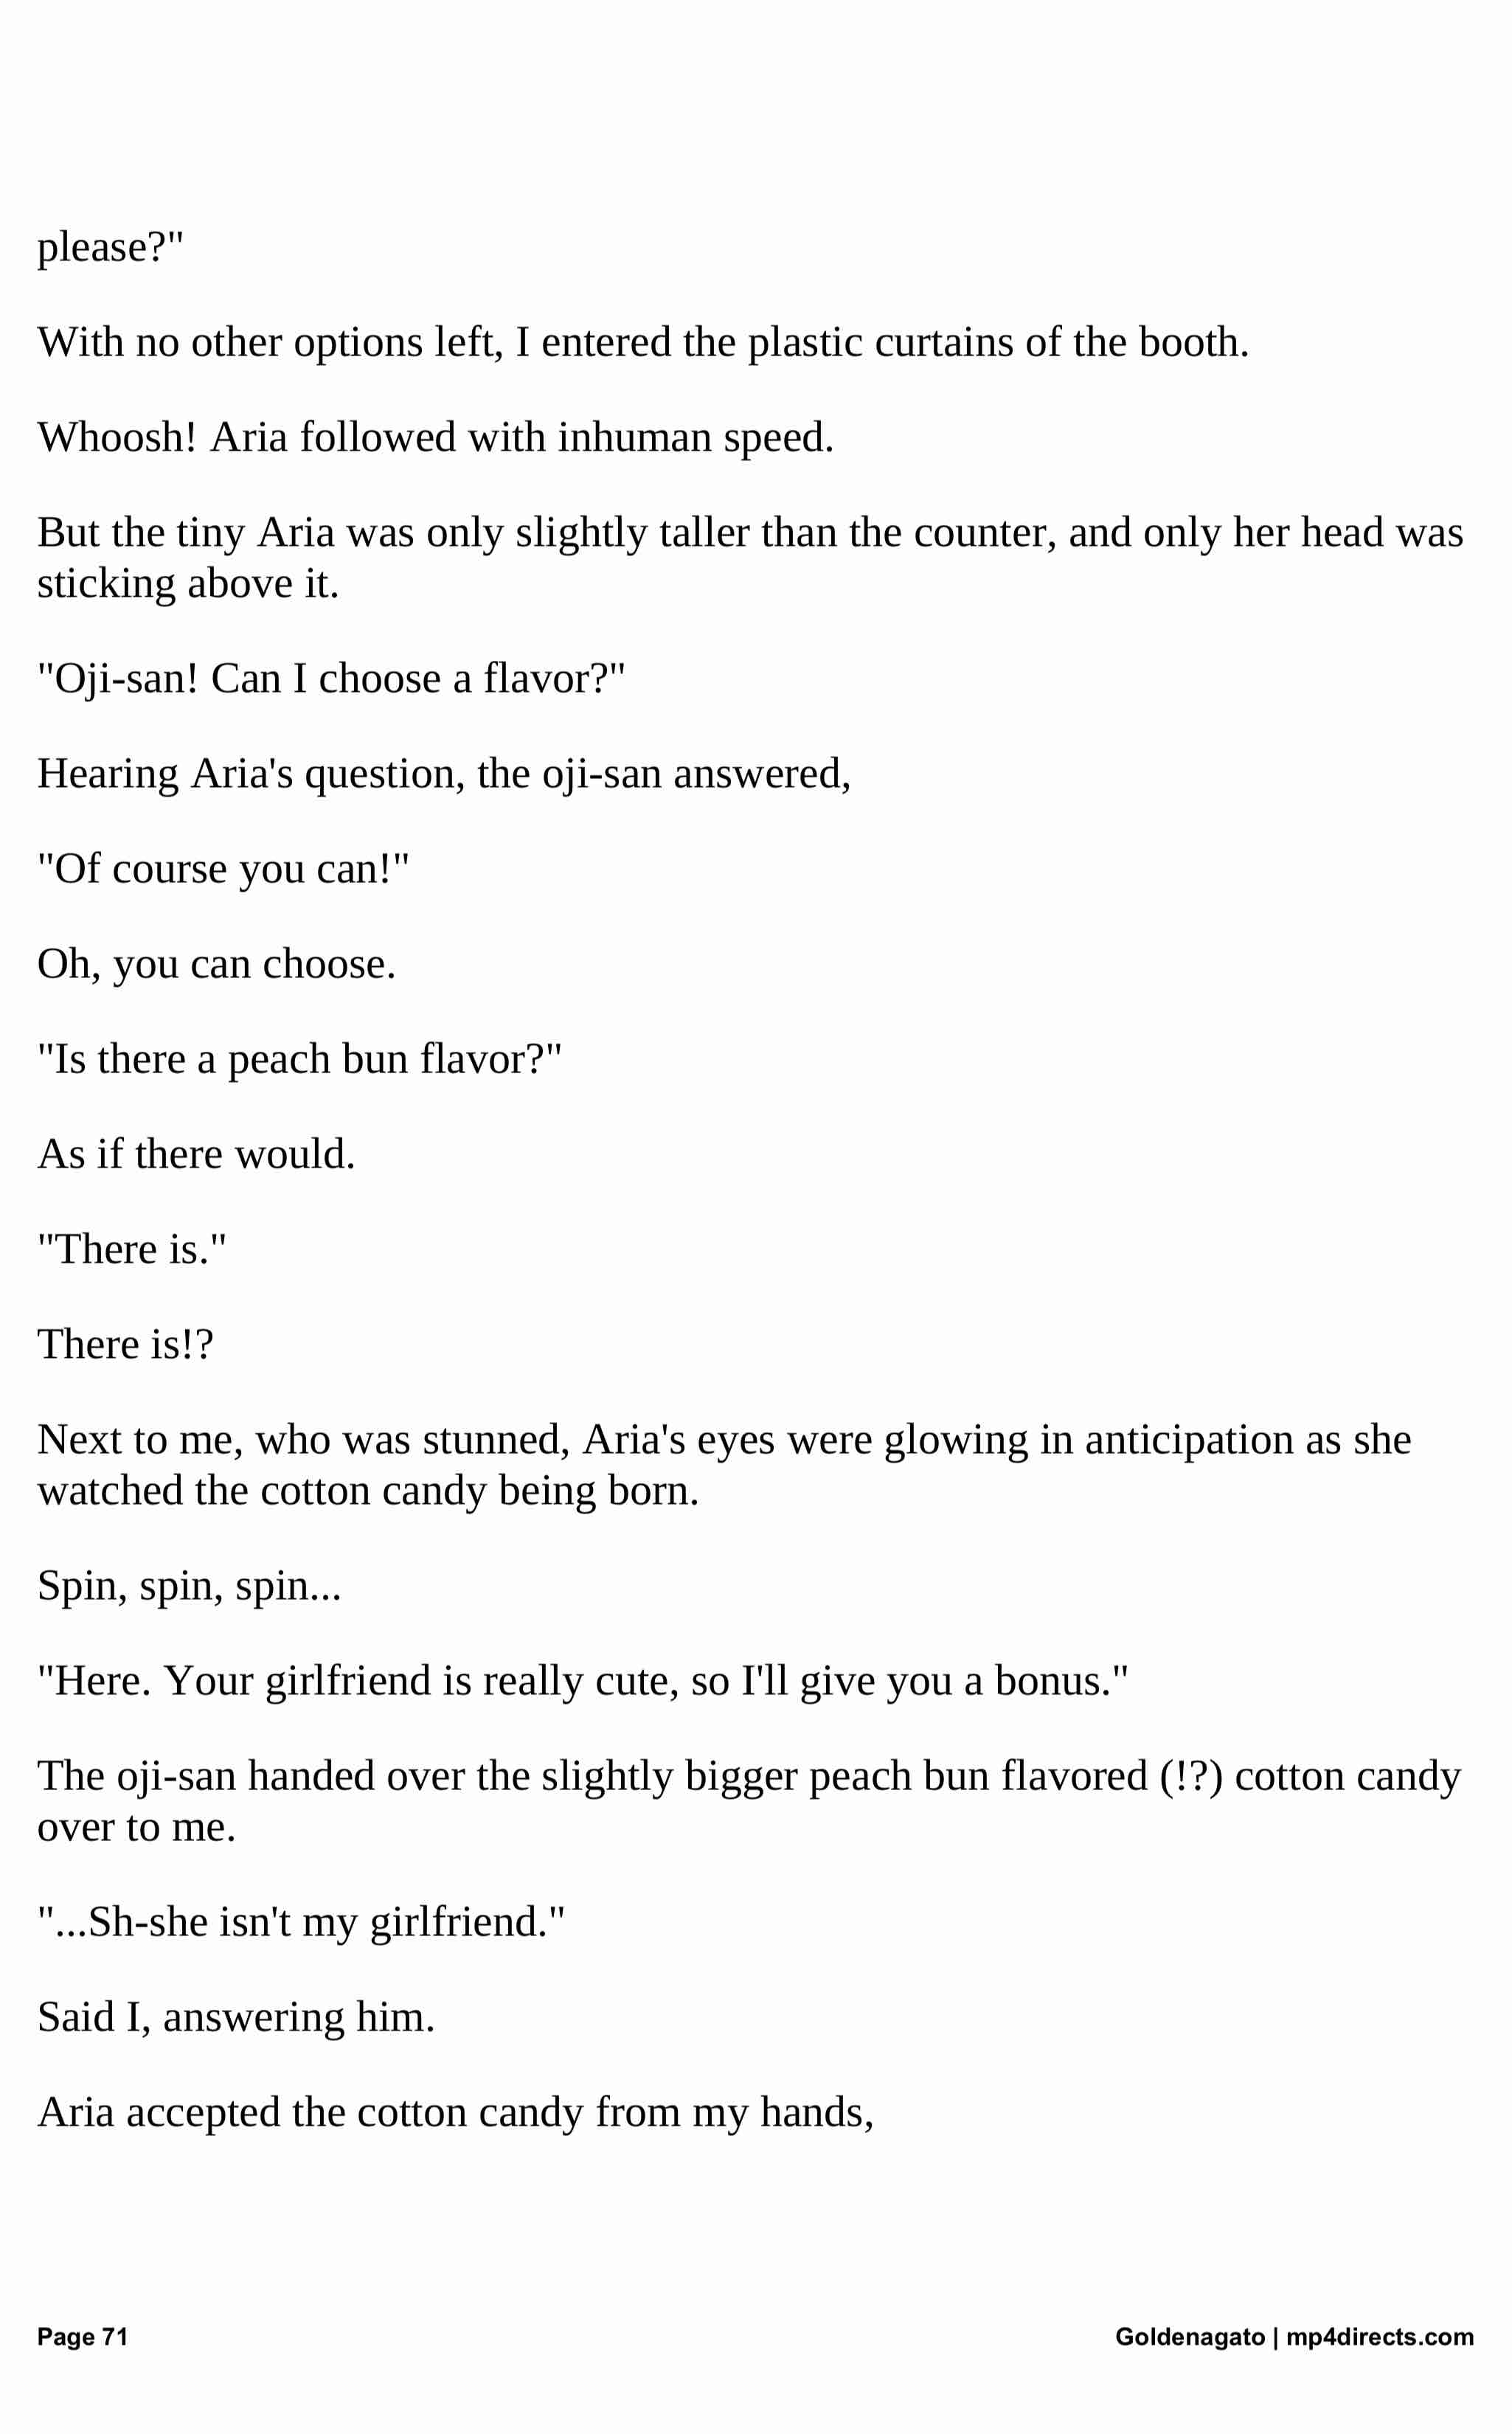 please?"
With no other options left, I entered the plastic curtains of the booth.
Whoosh! Aria followed with inhuman speed.
But the tiny Aria was only slightly taller than the counter, and only her head was
sticking above it.
"Oji-san! Can I choose a flavor?"
Hearing Aria's question, the oji-san answered,
"Of course you can!"
Oh, you can choose.
"Is there a peach bun flavor?"
As if there would.
"There is."
There is!?
Next to me, who was stunned, Aria's eyes were glowing in anticipation as she
watched the cotton candy being born.
Spin, spin, spin...
"Here. Your girlfriend is really cute, so I'll give you a bonus."
The oji-san handed over the slightly bigger peach bun flavored (!?) cotton candy
over to me.
"...Sh-she isn't my girlfriend."
Said I, answering him.
Aria accepted the cotton candy from my hands,
Page 71 Goldenagato | mp4directs.com